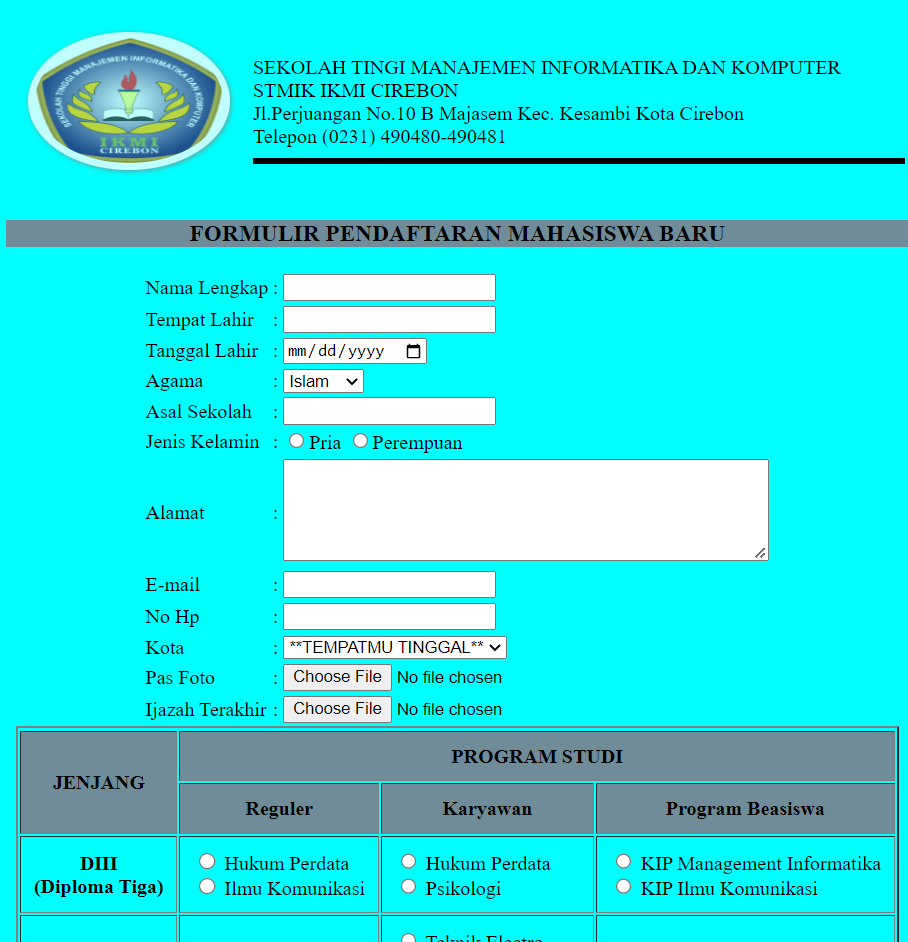 SEKOLAH TINGGI MANAJEMEN INFORMATIKA DAN KOMPUTER
IKMI
CIREBON
SEKOLAH TINGI MANAJEMEN INFORMATIKA DAN KOMPUTER
STMIK IKMI CIREBON
Jl.Perjuangan No.10 B Majasem Kec. Kesambi Kota Cirebon
Telepon (0231) 490480-490481
FORMULIR PENDAFTARAN MAHASISWA BARU
Nama Lengkap :
Tempat Lahir :
Tanggal Lahir : mm/dd/yyyy
Agama : Islam
Asal Sekolah :
Jenis Kelamin : Pria Perempuan
Alamat :
E-mail :
No Hp :
Kota : **TEMPATMU TINGGAL**
Pas Foto : Choose File No file chosen
Ijazah Terakhir : Choose File No file chosen
JENJANG PROGRAM STUDI
Reguler Karyawan Program Beasiswa
DIII Hukum Perdata Hukum Perdata KIP Management Informatika
(Diploma Tiga) Ilmu Komunikasi Psikologi KIP Ilmu Komunikasi
Teknik Electro